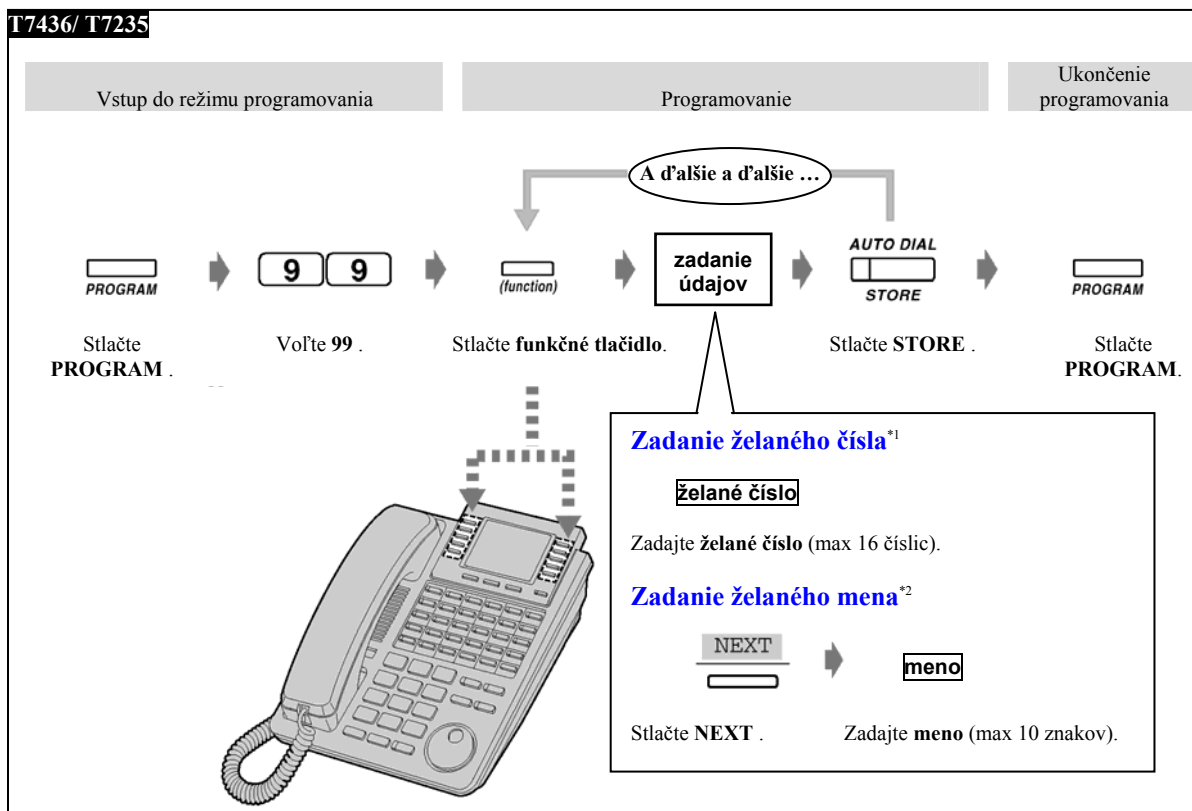 T7436/ T7235
Vstup do režimu programovania
Programovanie
Ukončenie
programovania
A ďalšie a ďalšie …
PROGRAM
9 9
(function)
zadanie
údajov
AUTO DIAL
STORE
PROGRAM
Stlačte
PROGRAM .
Voľte 99 .
Stlačte funkčné tlačidlo.
Stlačte STORE .
Stlačte
PROGRAM.
Zadanie želaného čísla*1
želané číslo
Zadajte želané číslo (max 16 číslic).
Zadanie želaného mena*2
NEXT
meno
Stlačte NEXT .
Zadajte meno (max 10 znakov).